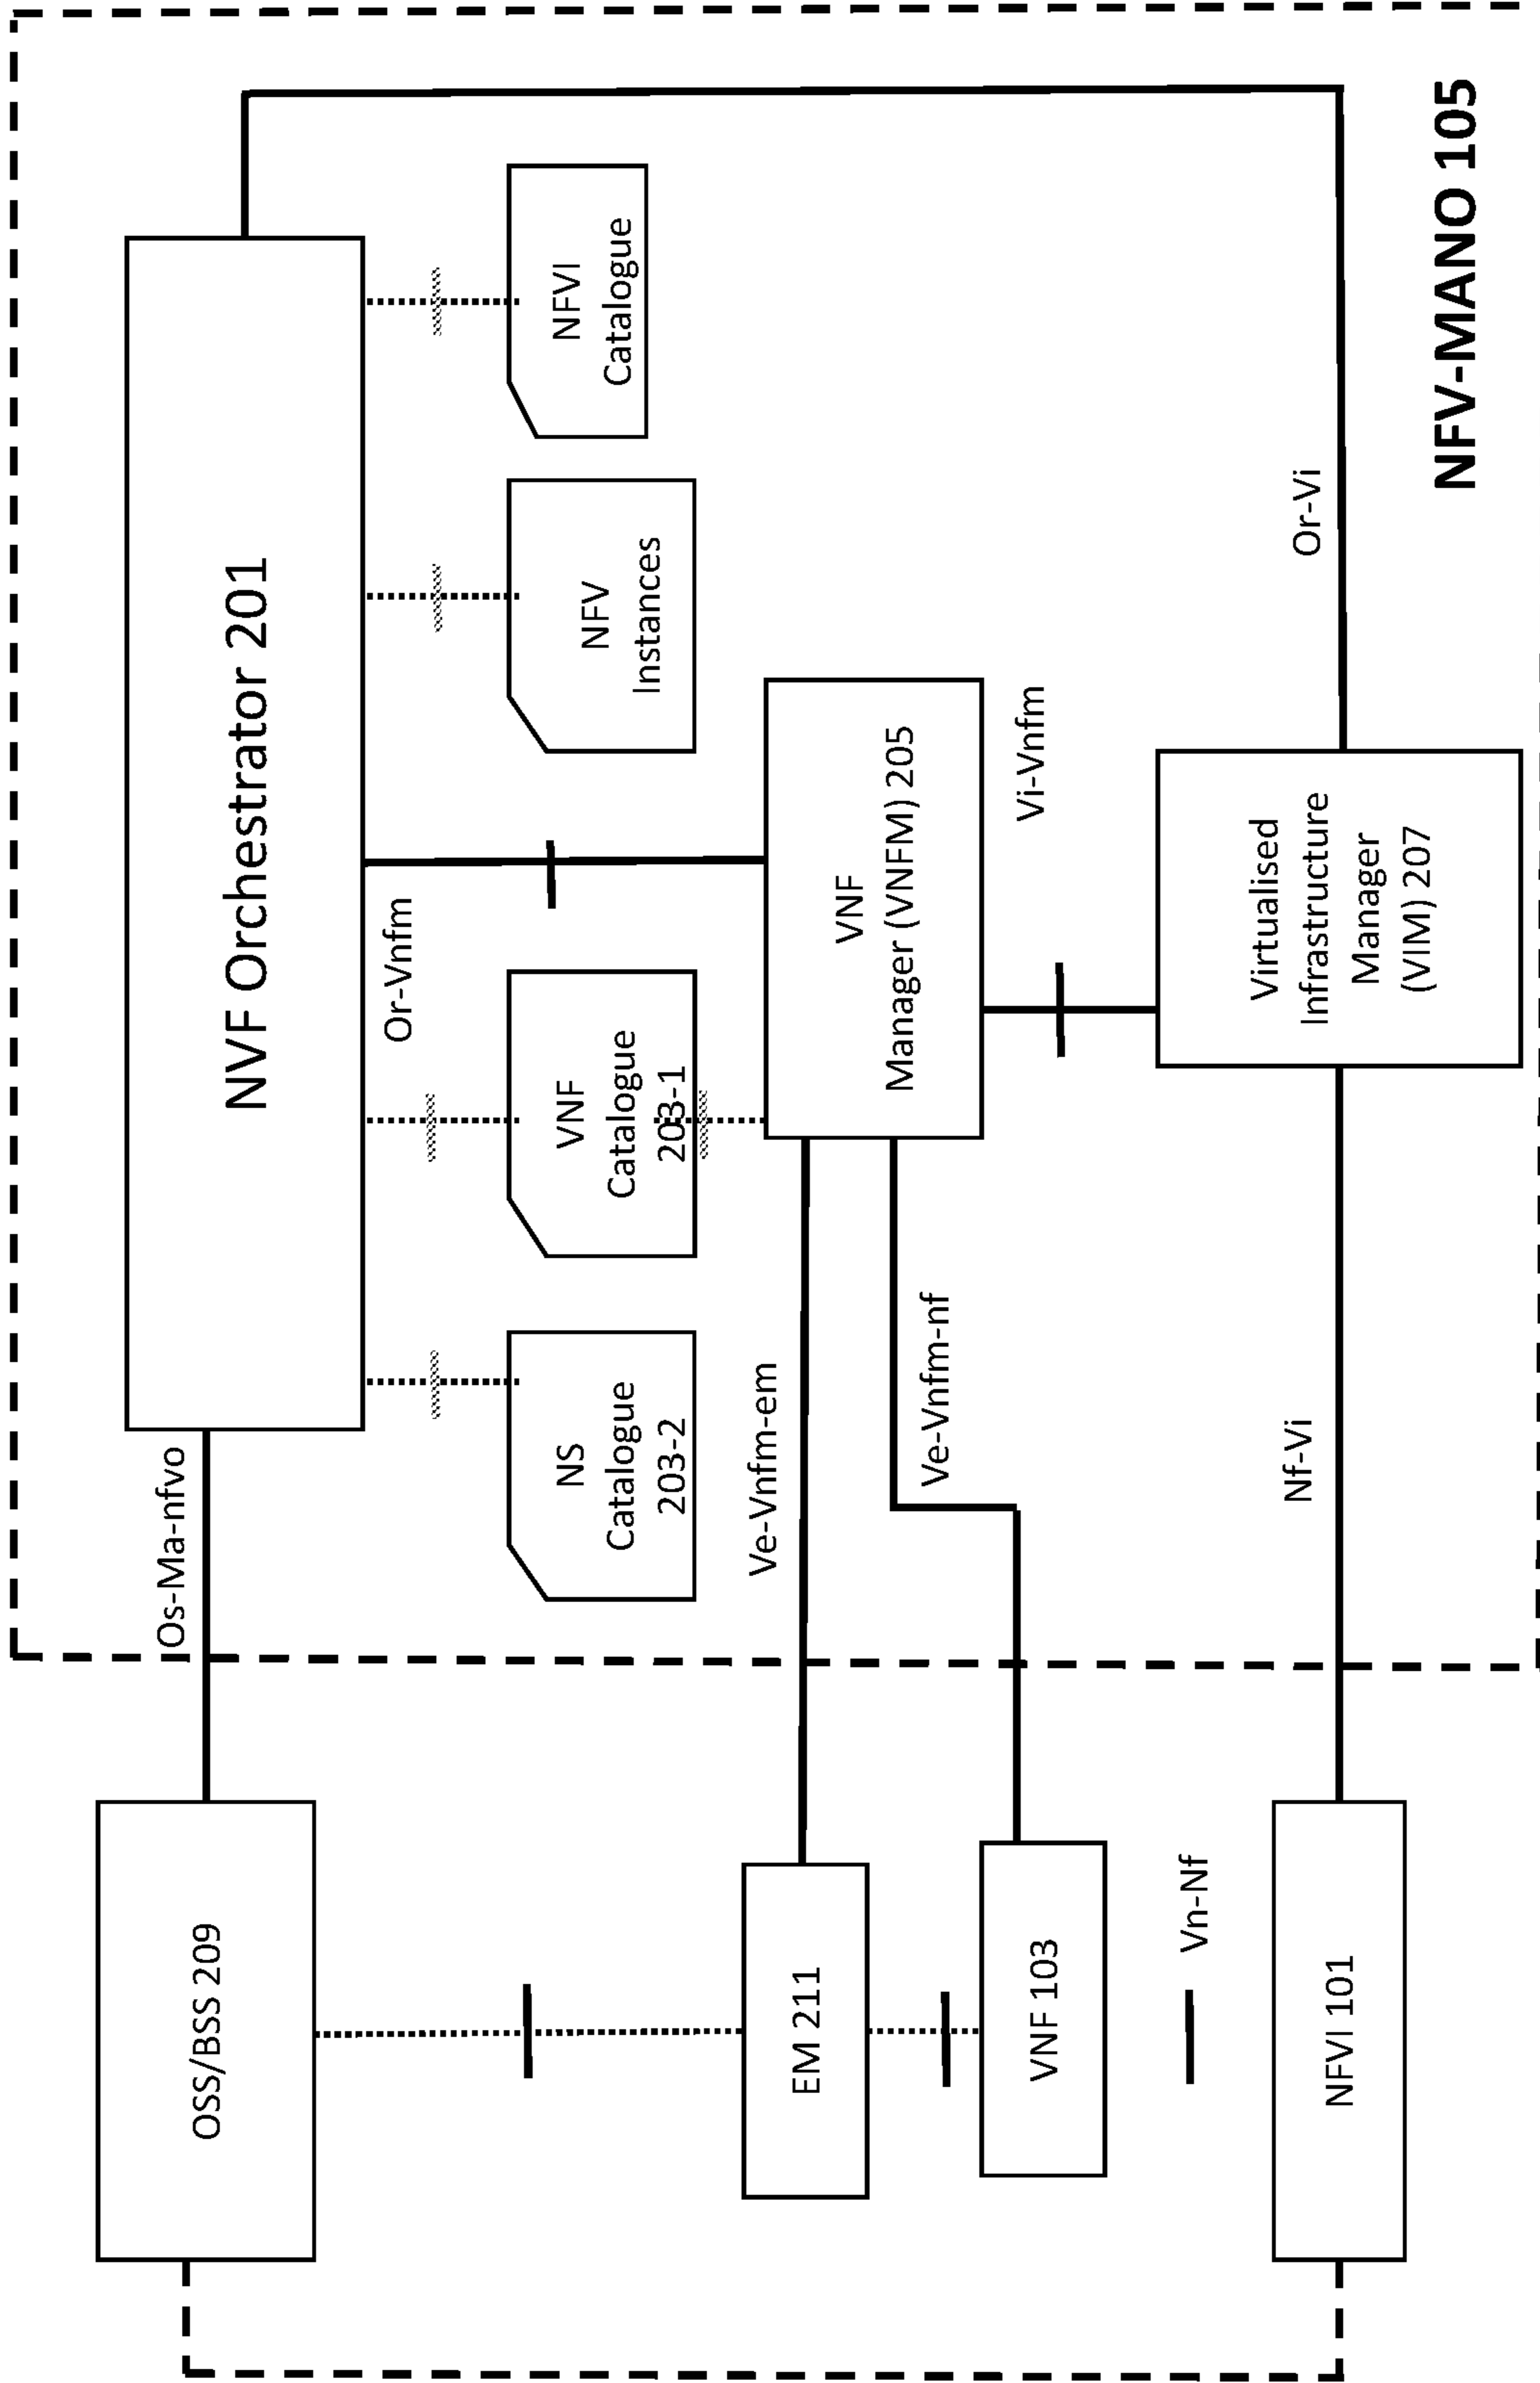 OSS/BSS 209
Os-Ma-nfvo
NVF Orchestrator 201
Or-Vnfm
NS
Catalogue
203-2
VNF
Catalogue
203-1
NFV
Instances
NFVI
Catalogue
EM 211
Ve-Vnfm-em
VNF
Manager (VNFM) 205
Ve-Vnfm-nf
VNF 103
Vi-Vnfm
Vn-Nf
NFVI 101
Nf-Vi
Virtualised
Infrastructure
Manager
(VIM) 207
Or-Vi
NFV-MANO 105